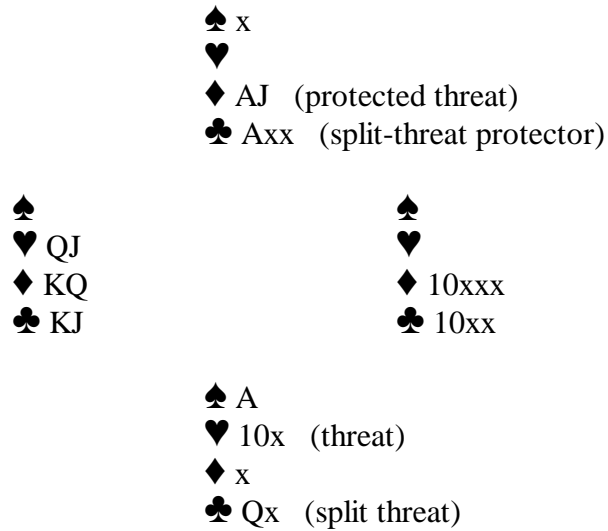 ♠ x
♥
♦ AJ (protected threat)
♣ Axx (split-threat protector)
♠ ♠
♥ QJ ♥
♦ KQ ♦ 10xxx
♣ KJ ♣ 10xx
♠ A
♥ 10x (threat)
♦ x
♣ Qx (split threat)